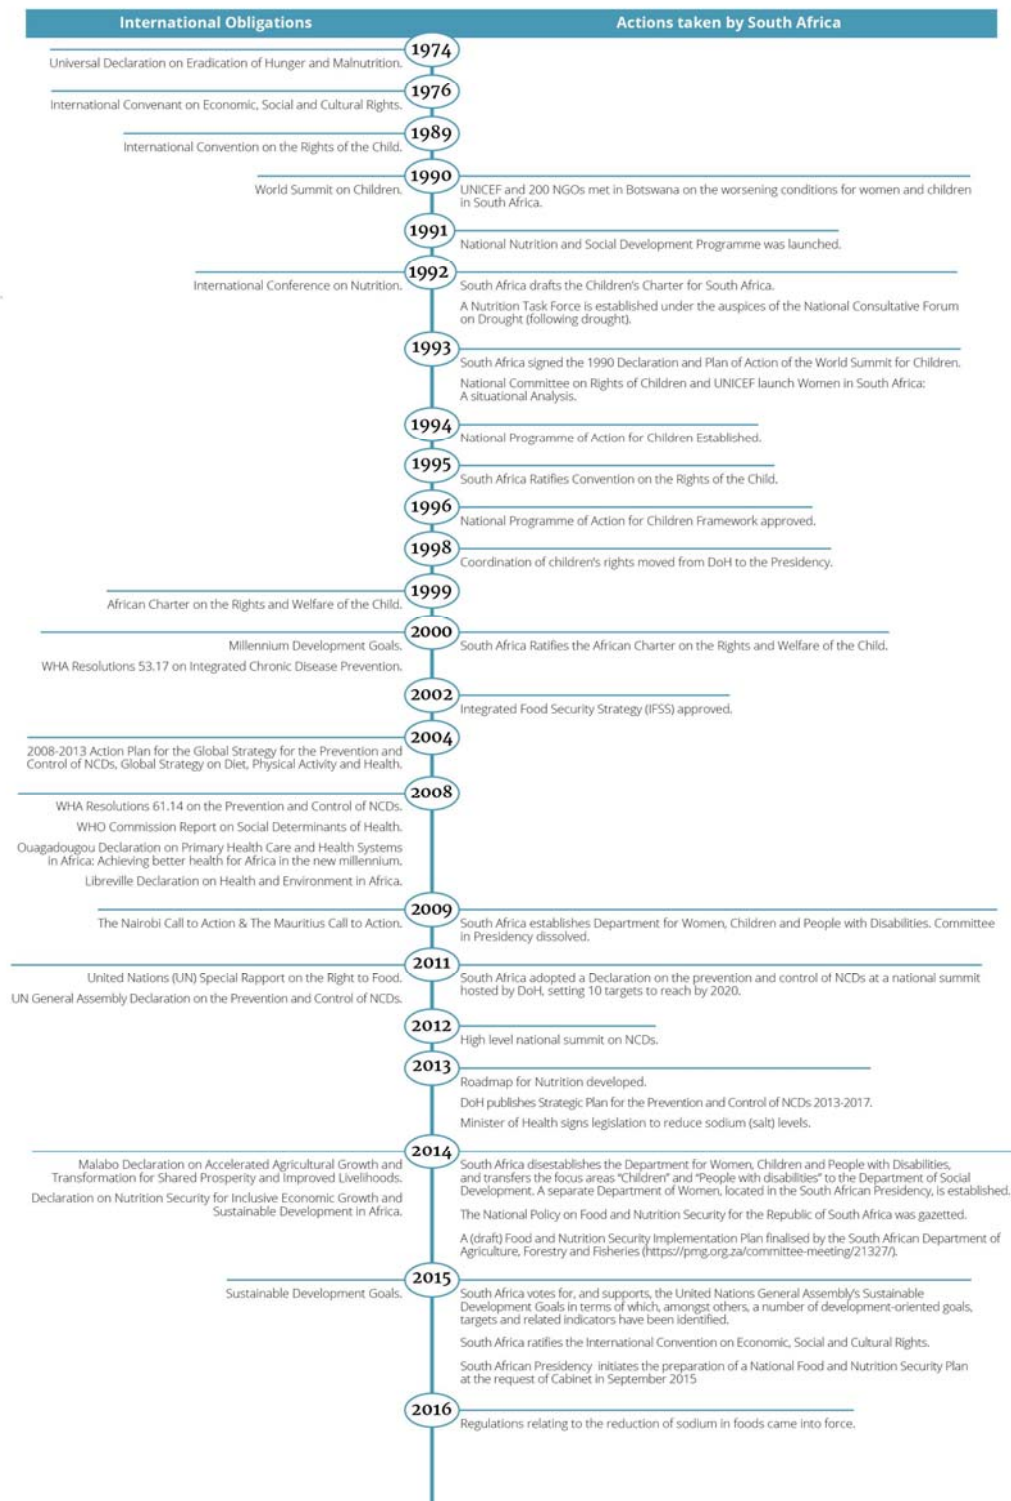 International Obligations
Actions taken by South Africa
1974
Universal Declaration on Eradication of Hunger and Malnutrition.
1976
International Convenant on Economic, Social and Cultural Rights.
1989
International Convention on the Rights of the Child.
1990
World Summit on Children.
UNICEF and 200 NGOs met in Botswana on the worsening conditions for women and children
in South Africa.
1991
National Nutrition and Social Development Programme was launched.
1992
International Conference on Nutrition.
South Africa drafts the Children's Charter for South Africa.
A Nutrition Task Force is established under the auspices of the National Consultative Forum
on Drought (following drought).
1993
South Africa signed the 1990 Declaration and Plan of Action of the World Summit for Children.
National Committee on Rights of Children and UNICEF launch Women in South Africa:
A situational Analysis.
1994
National Programme of Action for Children Established.
1995
South Africa Ratifies Convention on the Rights of the Child.
1996
National Programme of Action for Children Framework approved.
1998
Coordination of children's rights moved from DoH to the Presidency.
1999
African Charter on the Rights and Welfare of the Child.
2000
Millennium Development Goals.
WHA Resolutions 53.17 on Integrated Chronic Disease Prevention.
South Africa Ratifies the African Charter on the Rights and Welfare of the Child.
2002
Integrated Food Security Strategy (IFSS) approved.
2004
2008-2013 Action Plan for the Global Strategy for the Prevention and
Control of NCDs, Global Strategy on Diet, Physical Activity and Health.
2008
WHA Resolutions 61.14 on the Prevention and Control of NCDs.
WHO Commission Report on Social Determinants of Health.
Ouagadougou Declaration on Primary Health Care and Health Systems
in Africa: Achieving better health for Africa in the new millennium.
Libreville Declaration on Health and Environment in Africa.
2009
The Nairobi Call to Action & The Mauritius Call to Action.
South Africa establishes Department for Women, Children and People with Disabilities. Committee
in Presidency dissolved.
2011
United Nations (UN) Special Rapport on the Right to Food.
UN General Assembly Declaration on the Prevention and Control of NCDs.
South Africa adopted a Declaration on the prevention and control of NCDs at a national summit
hosted by DoH, setting 10 targets to reach by 2020.
2012
High level national summit on NCDs.
2013
Roadmap for Nutrition developed.
DoH publishes Strategic Plan for the Prevention and Control of NCDs 2013-2017.
Minister of Health signs legislation to reduce sodium (salt) levels.
2014
Malabo Declaration on Accelerated Agricultural Growth and
Transformation for Shared Prosperity and Improved Livelihoods.
Declaration on Nutrition Security for Inclusive Economic Growth and
Sustainable Development in Africa.
South Africa disestablishes the Department for Women, Children and People with Disabilities,
and transfers the focus areas "Children" and "People with disabilities" to the Department of Social
Development. A separate Department of Women, located in the South African Presidency, is established.
The National Policy on Food and Nutrition Security for the Republic of South Africa was gazetted.
A (draft) Food and Nutrition Security Implementation Plan finalised by the South African Department of
Agriculture, Forestry and Fisheries (https://pmg.org.za/committee-meeting/21327/).
2015
Sustainable Development Goals.
South Africa votes for, and supports, the United Nations General Assembly's Sustainable
Development Goals in terms of which, amongst others, a number of development-oriented goals,
targets and related indicators have been identified.
South Africa ratifies the International Convention on Economic, Social and Cultural Rights.
South African Presidency initiates the preparation of a National Food and Nutrition Security Plan
at the request of Cabinet in September 2015
2016
Regulations relating to the reduction of sodium in foods came into force.